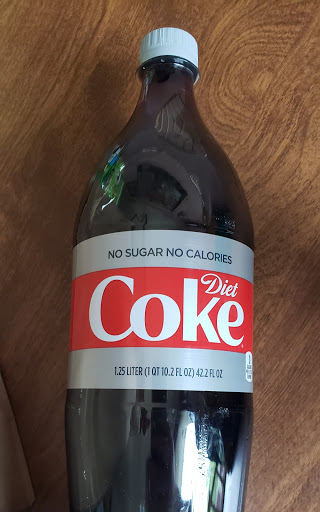 NO SUGAR NO CALORIES
Diet
Coke
1.25 LITER (1 QT 10.2 FL OZ) 42.2 FL OZ